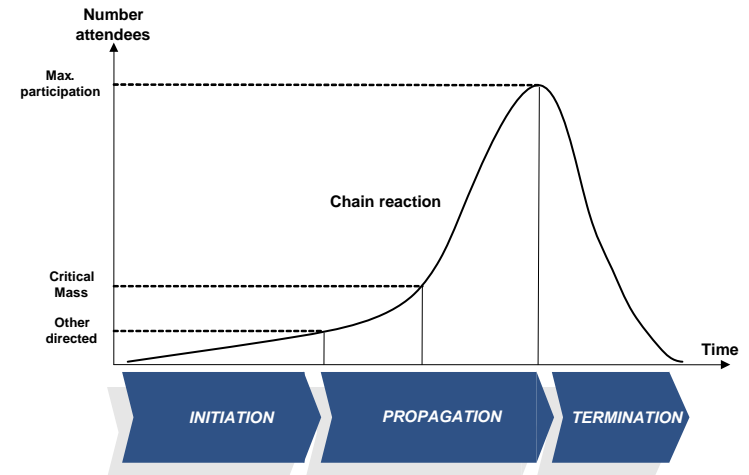 Number
attendees
Max.
participation
Chain reaction
Critical
Mass
Other
directed
Time
INITIATION
PROPAGATION
TERMINATION